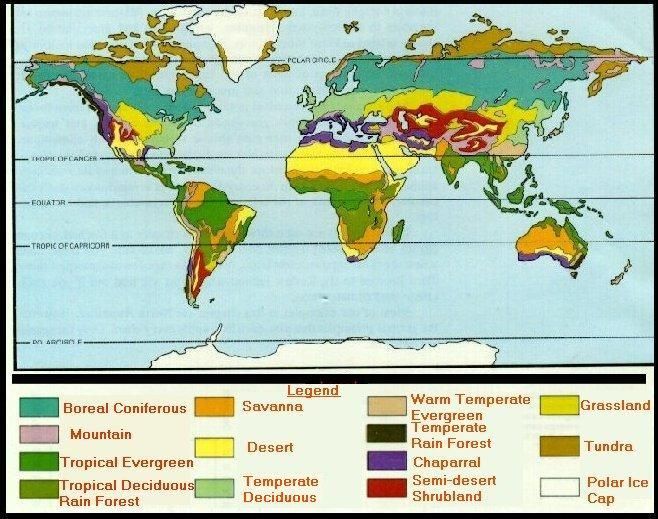 POLAR CIRCLE
TROPIC OF CANCER
EQUATOR
TROPIC OF CAPRICORN
POLAR CIRCLE
Legend
Boreal Coniferous
Mountain
Tropical Evergreen
Tropical Deciduous
Rain Forest
Savanna
Desert
Temperate
Deciduous
Warm Temperate
Evergreen
Temperate
Rain Forest
Chaparral
Semi-desert
Shrubland
Grassland
Tundra
Polar Ice
Cap